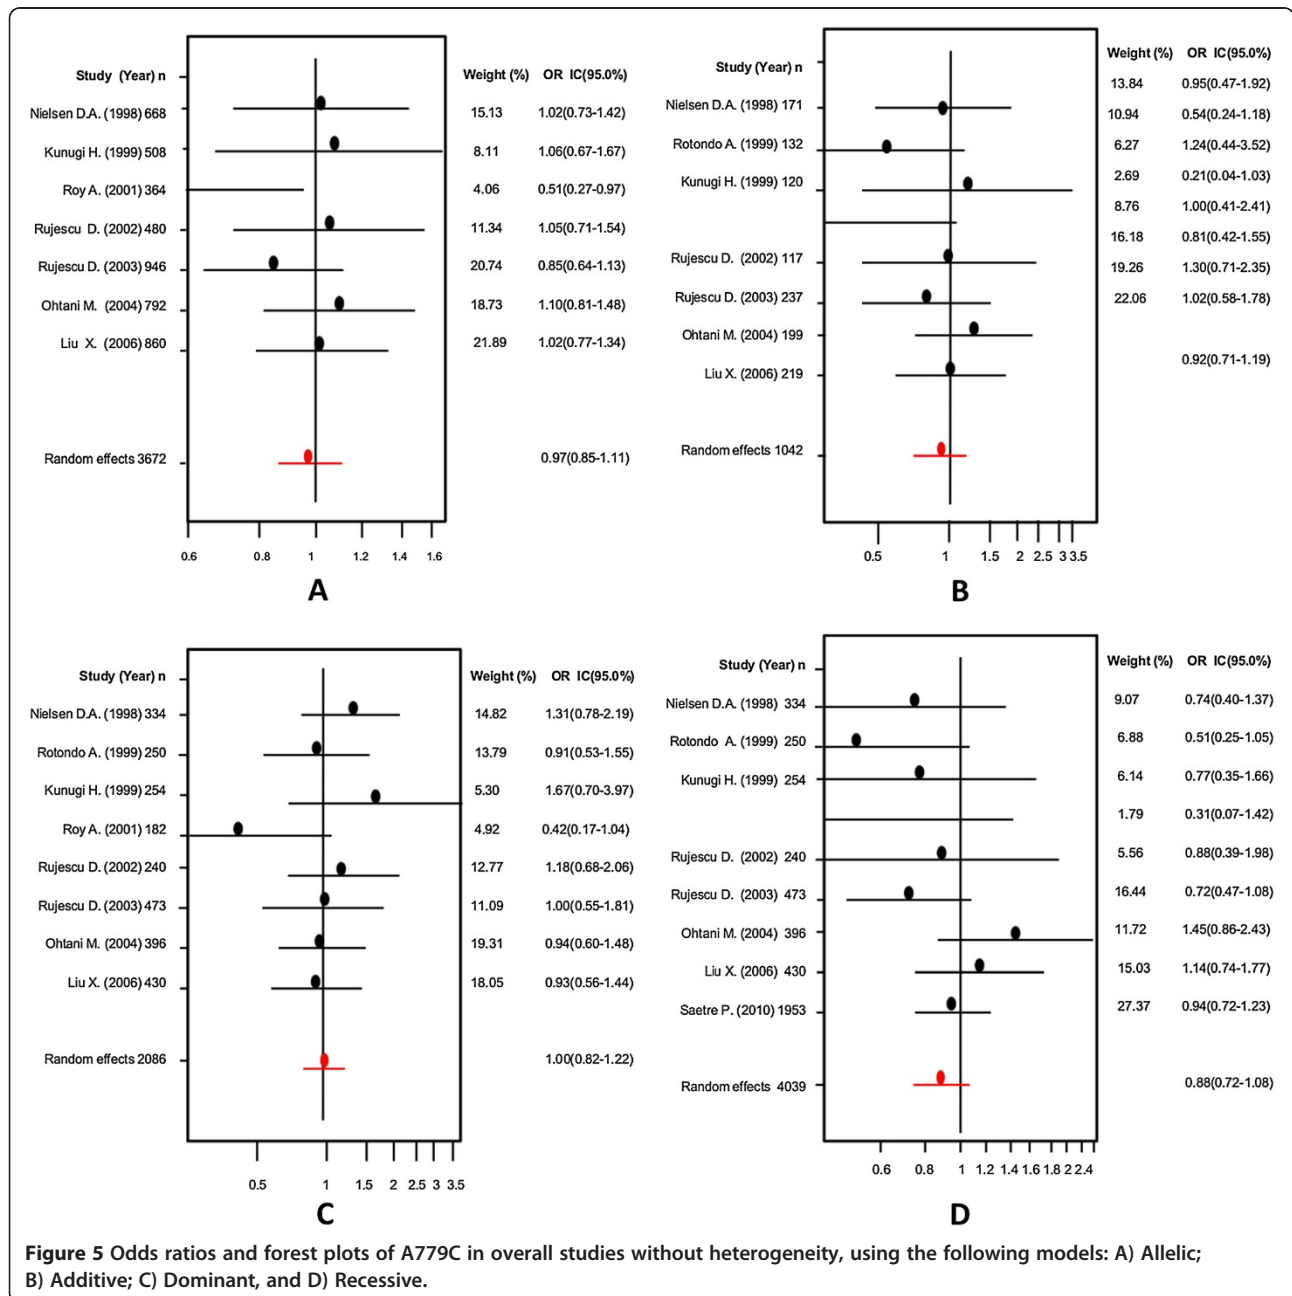 Study (Year) n Weight (%) OR IC(95.0%)
Nielsen D.A. (1998) 668 15.13 1.02(0.73-1.42)
Kunugi H. (1999) 508 8.11 1.06(0.67-1.67)
Roy A. (2001) 364 4.06 0.51(0.27-0.97)
Rujescu D. (2002) 480 11.34 1.05(0.71-1.54)
Rujescu D. (2003) 946 20.74 0.85(0.64-1.13)
Ohtani M. (2004) 792 18.73 1.10(0.81-1.48)
Liu X. (2006) 860 21.89 1.02(0.77-1.34)
Random effects 3672 0.97(0.85-1.11)
0.6 0.8 1 1.2 1.4 1.6
A
Weight (%) OR IC(95.0%)
Study (Year) n
13.84 0.95(0.47-1.92)
Nielsen D.A. (1998) 171
10.94 0.54(0.24-1.18)
Rotondo A. (1999) 132 6.27 1.24(0.44-3.52)
Kunugi H. (1999) 120 2.69 0.21(0.04-1.03)
8.76 1.00(0.41-2.41)
16.18 0.81(0.42-1.55)
Rujescu D. (2002) 117 19.26 1.30(0.71-2.35)
Rujescu D. (2003) 237 22.06 1.02(0.58-1.78)
Ohtani M. (2004) 199
0.92(0.71-1.19)
Liu X. (2006) 219
Random effects 1042
0.5 1 1.5 2 2.5 3 3.5
B
Study (Year) n Weight (%) OR IC(95.0%)
Nielsen D.A. (1998) 334 14.82 1.31(0.78-2.19)
Rotondo A. (1999) 250 13.79 0.91(0.53-1.55)
Kunugi H. (1999) 254 5.30 1.67(0.70-3.97)
Roy A. (2001) 182 4.92 0.42(0.17-1.04)
Rujescu D. (2002) 240 12.77 1.18(0.68-2.06)
Rujescu D. (2003) 473 11.09 1.00(0.55-1.81)
Ohtani M. (2004) 396 19.31 0.94(0.60-1.48)
Liu X. (2006) 430 18.05 0.93(0.56-1.44)
Random effects 2086 1.00(0.82-1.22)
0.5 1 1.5 2 2.5 3 3.5
C
Study (Year) n Weight (%) OR IC(95.0%)
Nielsen D.A. (1998) 334 9.07 0.74(0.40-1.37)
Rotondo A. (1999) 250 6.88 0.51(0.25-1.05)
Kunugi H. (1999) 254 6.14 0.77(0.35-1.66)
1.79 0.31(0.07-1.42)
Rujescu D. (2002) 240 5.56 0.88(0.39-1.98)
Rujescu D. (2003) 473 16.44 0.72(0.47-1.08)
Ohtani M. (2004) 396 11.72 1.45(0.86-2.43)
Liu X. (2006) 430 15.03 1.14(0.74-1.77)
Saetre P. (2010) 1953 27.37 0.94(0.72-1.23)
Random effects 4039 0.88(0.72-1.08)
0.6 0.8 1 1.2 1.4 1.6 1.8 2 2.4
D
Figure 5 Odds ratios and forest plots of A779C in overall studies without heterogeneity, using the following models: A) Allelic;
B) Additive; C) Dominant, and D) Recessive.